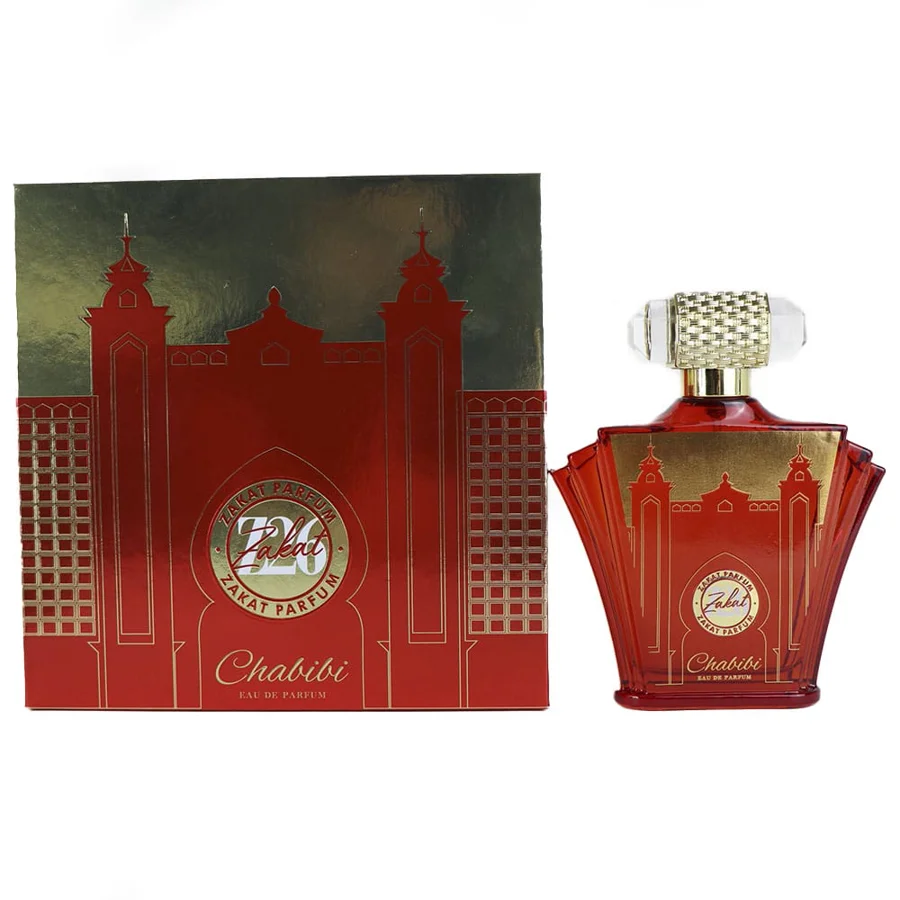 ZAKAT PARFUM
Z26
Zakat
ZAKAT PARFUM
Chabibi
EAU DE PARFUM
ZAKAT PARFUM
Zakat
ZAKAT PARFUM
Chabibi
EAU DE PARFUM